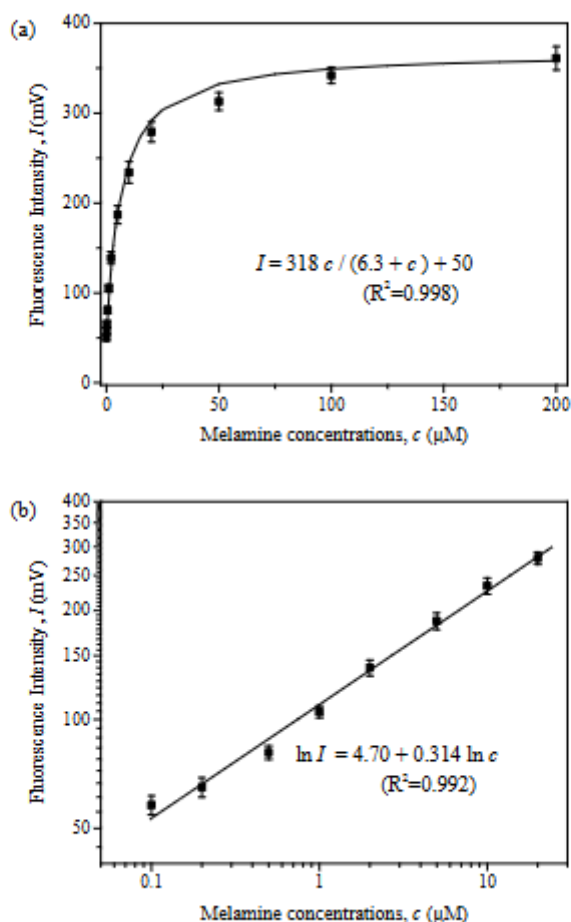 (a)
400
300
200
100
0
Fluorescence Intensity, I (mV)
I = 318 c / (6.3 + c) + 50
(R²=0.998)
0 50 100 150 200
Melamine concentrations, c (μM)
(b)
400
300
250
200
150
100
50
Fluorescence Intensity, I (mV)
ln I = 4.70 + 0.314 ln c
(R²=0.992)
0.1 1 10
Melamine concentrations, c (μM)